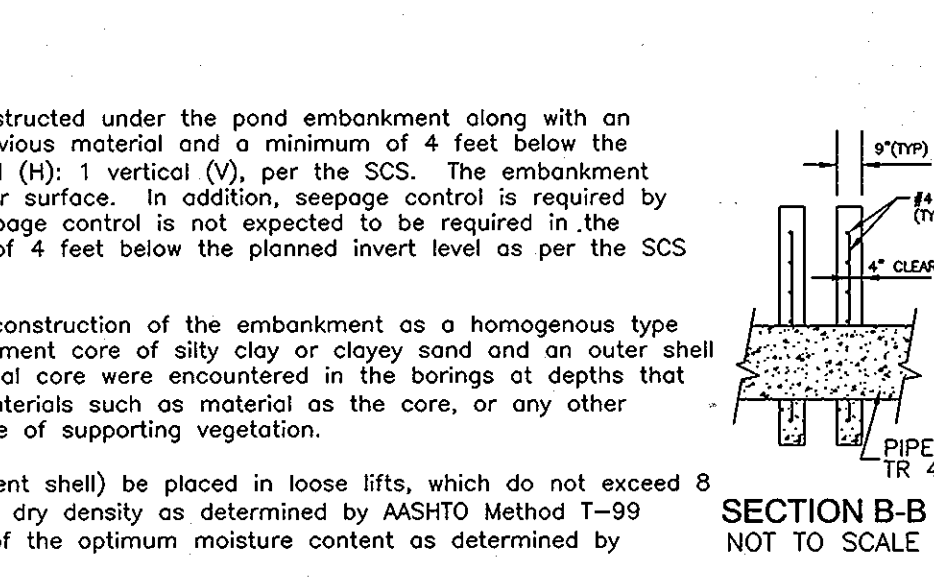 structed under the pond embankment along with an
vious material and a minimum of 4 feet below the
(H): 1 vertical (V), per the SCS. The embankment
r surface. In addition, seepage control is required by
page control is not expected to be required in the
of 4 feet below the planned invert level as per the SCS
construction of the embankment as a homogenous type
ment core of silty clay or clayey sand and an outer shell
al core were encountered in the borings at depths that
aterials such as material as the core, or any other
e of supporting vegetation.
ent shell) be placed in loose lifts, which do not exceed 8
dry density as determined by AASHTO Method T-99
of the optimum moisture content as determined by
9"(TYP)
#4
(TY
4" CLEAR
PIPE
TR 4
SECTION B-B
NOT TO SCALE